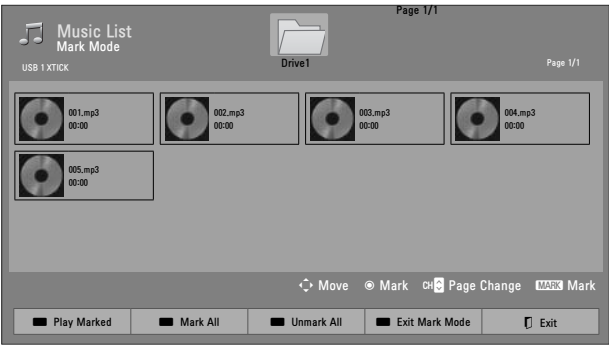 Page 1/1
Music List
Mark Mode
USB 1 XTICK
Drive1
Page 1/1
001.mp3
00:00
002.mp3
00:00
003.mp3
00:00
004.mp3
00:00
005.mp3
00:00
Move Mark CH Page Change MARK Mark
Play Marked Mark All Unmark All Exit Mark Mode Exit